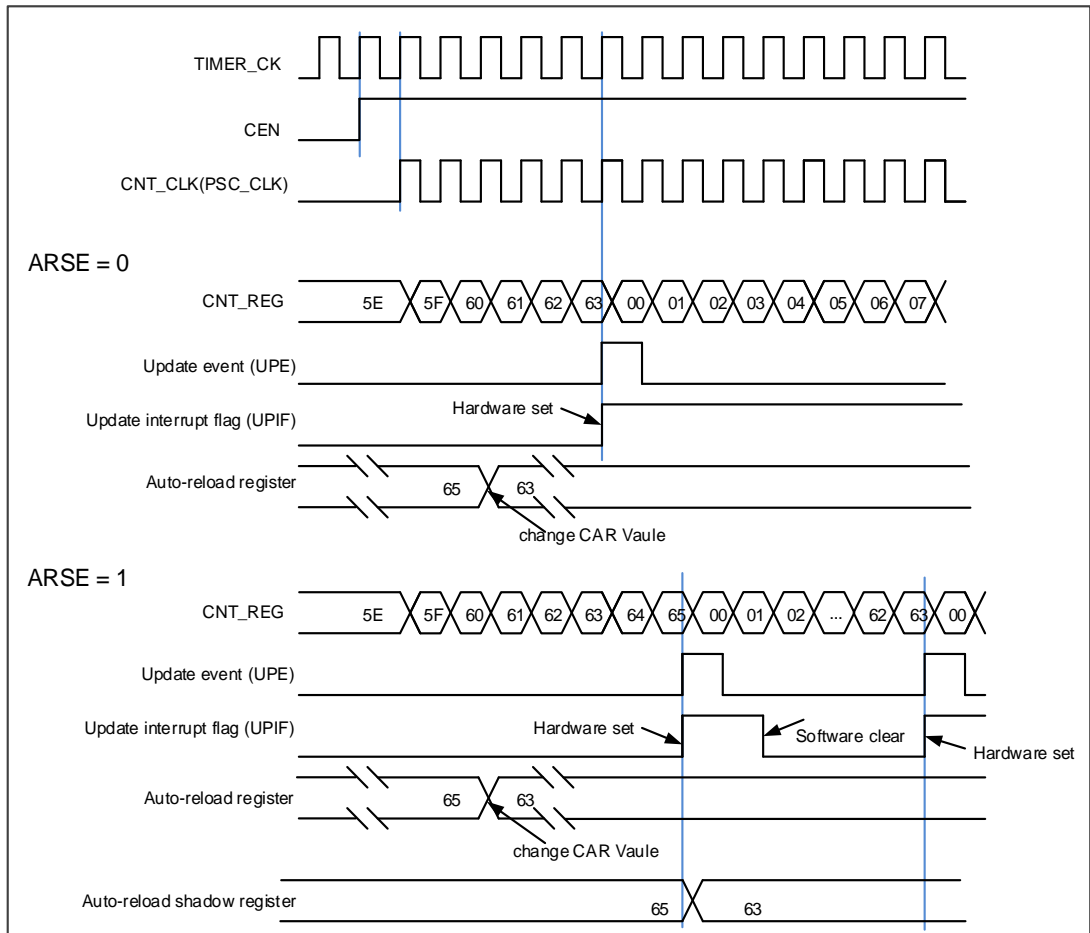 TIMER_CK
CEN
CNT_CLK(PSC_CLK)
ARSE = 0
CNT_REG 5E 5F 60 61 62 63 00 01 02 03 04 05 06 07
Update event (UPE)
Hardware set
Update interrupt flag (UPIF)
Auto-reload register 65 63
change CAR Vaule
ARSE = 1
CNT_REG 5E 5F 60 61 62 63 64 65 00 01 02 ... 62 63 00
Update event (UPE)
Update interrupt flag (UPIF) Hardware set Software clear
Hardware set
Auto-reload register 65 63
change CAR Vaule
Auto-reload shadow register 65 63